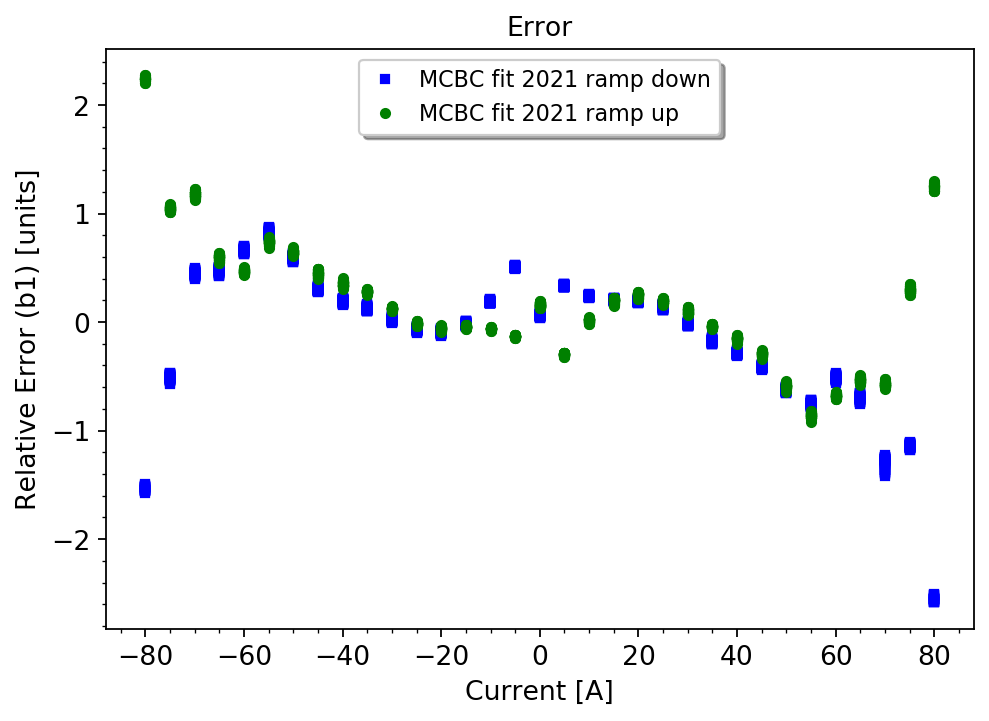 Error
MCBC fit 2021 ramp down
MCBC fit 2021 ramp up
Relative Error (b1) [units]
2
1
0
−1
−2
−80 −60 −40 −20 0 20 40 60 80
Current [A]